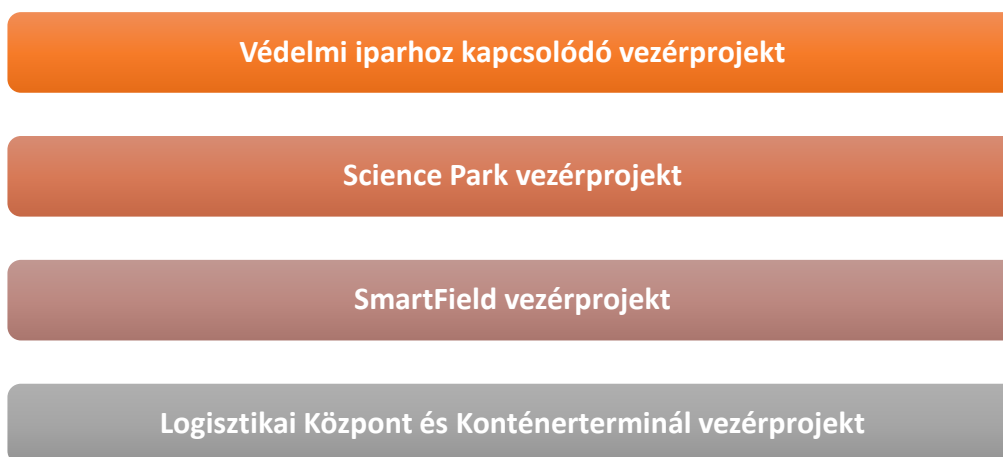 Védelmi iparhoz kapcsolódó vezérprojekt
Science Park vezérprojekt
SmartField vezérprojekt
Logisztikai Központ és Konténerterminál vezérprojekt